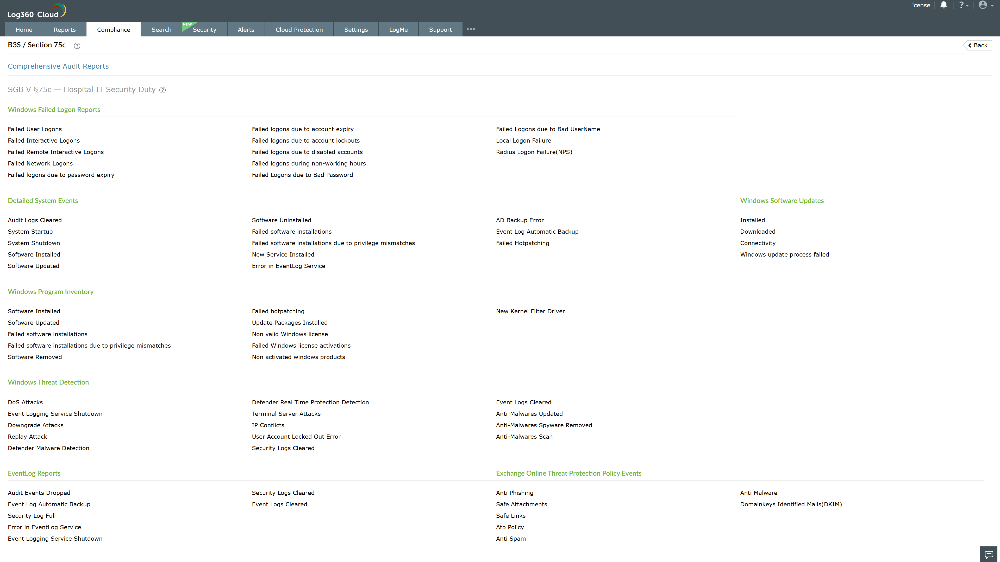 Log360 Cloud
License
?
Home
Reports
Compliance
Search
NEW
Security
Alerts
Cloud Protection
Settings
LogMe
Support
B3S / Section 75c
?
Back
Comprehensive Audit Reports
SGB V §75c — Hospital IT Security Duty ?
Windows Failed Logon Reports
Failed User Logons
Failed Interactive Logons
Failed Remote Interactive Logons
Failed Network Logons
Failed logons due to password expiry
Failed logons due to account expiry
Failed logons due to account lockouts
Failed logons due to disabled accounts
Failed logons during non-working hours
Failed Logons due to Bad Password
Failed Logons due to Bad UserName
Local Logon Failure
Radius Logon Failure(NPS)
Detailed System Events
Audit Logs Cleared
System Startup
System Shutdown
Software Installed
Software Updated
Software Uninstalled
Failed software installations
Failed software installations due to privilege mismatches
New Service Installed
Error in EventLog Service
AD Backup Error
Event Log Automatic Backup
Failed Hotpatching
Windows Software Updates
Installed
Downloaded
Connectivity
Windows update process failed
Windows Program Inventory
Software Installed
Software Updated
Failed software installations
Failed software installations due to privilege mismatches
Software Removed
Failed hotpatching
Update Packages Installed
Non valid Windows license
Failed Windows license activations
Non activated windows products
New Kernel Filter Driver
Windows Threat Detection
DoS Attacks
Event Logging Service Shutdown
Downgrade Attacks
Replay Attack
Defender Malware Detection
Defender Real Time Protection Detection
Terminal Server Attacks
IP Conflicts
User Account Locked Out Error
Security Logs Cleared
Event Logs Cleared
Anti-Malwares Updated
Anti-Malwares Spyware Removed
Anti-Malwares Scan
EventLog Reports
Audit Events Dropped
Event Log Automatic Backup
Security Log Full
Error in EventLog Service
Event Logging Service Shutdown
Security Logs Cleared
Event Logs Cleared
Exchange Online Threat Protection Policy Events
Anti Phishing
Safe Attachments
Safe Links
Atp Policy
Anti Spam
Anti Malware
Domainkeys Identified Mails(DKIM)